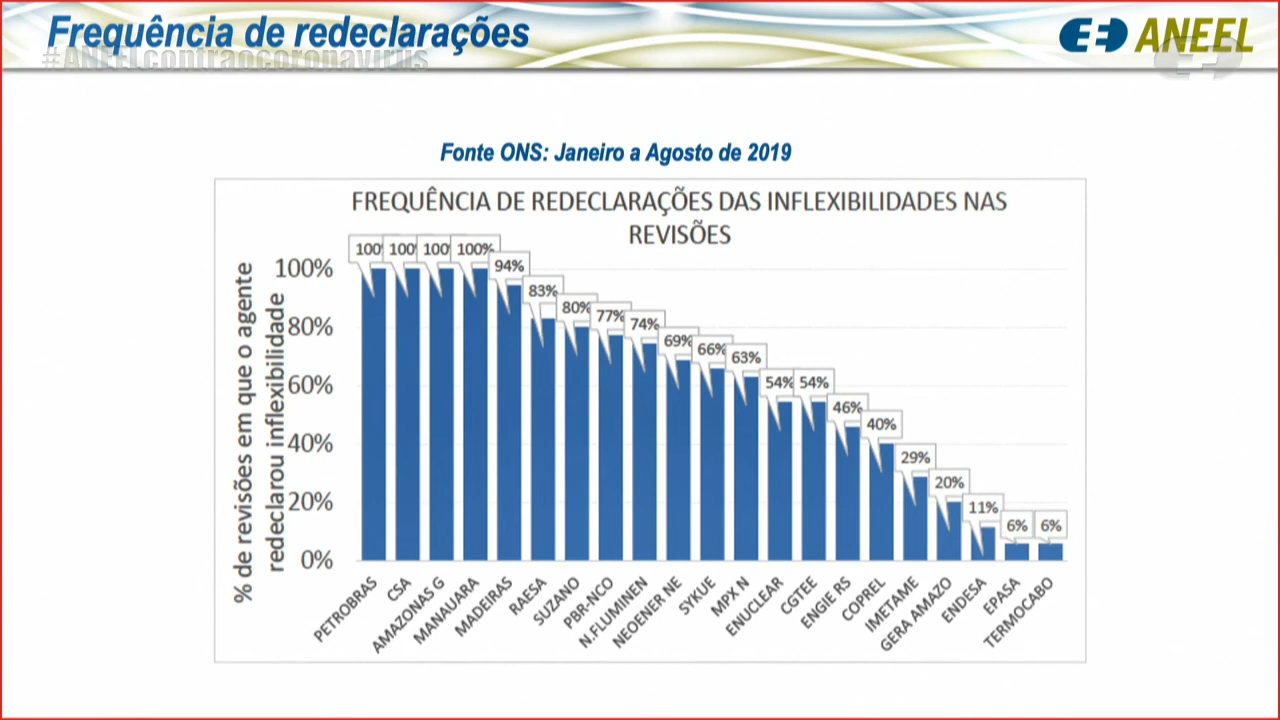 Frequência de redeclarações
#ANEELcontraocoronavirus
ANEEL
Fonte ONS: Janeiro a Agosto de 2019
FREQUÊNCIA DE REDECLARAÇÕES DAS INFLEXIBILIDADES NAS
REVISÕES
% de revisões em que o agente
redeclarou inflexibilidade
100%
80%
60%
40%
20%
0%
100%
100%
100%
100%
94%
83%
80%
77%
74%
69%
66%
63%
54%
54%
46%
40%
29%
20%
11%
6%
6%
PETROBRAS
CSA
AMAZONAS G
MANAUARA
MADEIRAS
RAESA
SUZANO
PBR-NCO
N.FLUMINEN
NEOENER NE
SYKUE
MPX N
ENUCLEAR
CGTEE
ENGIE RS
COPREL
IMETAME
GERA AMAZO
ENDESA
EPASA
TERMOCABO